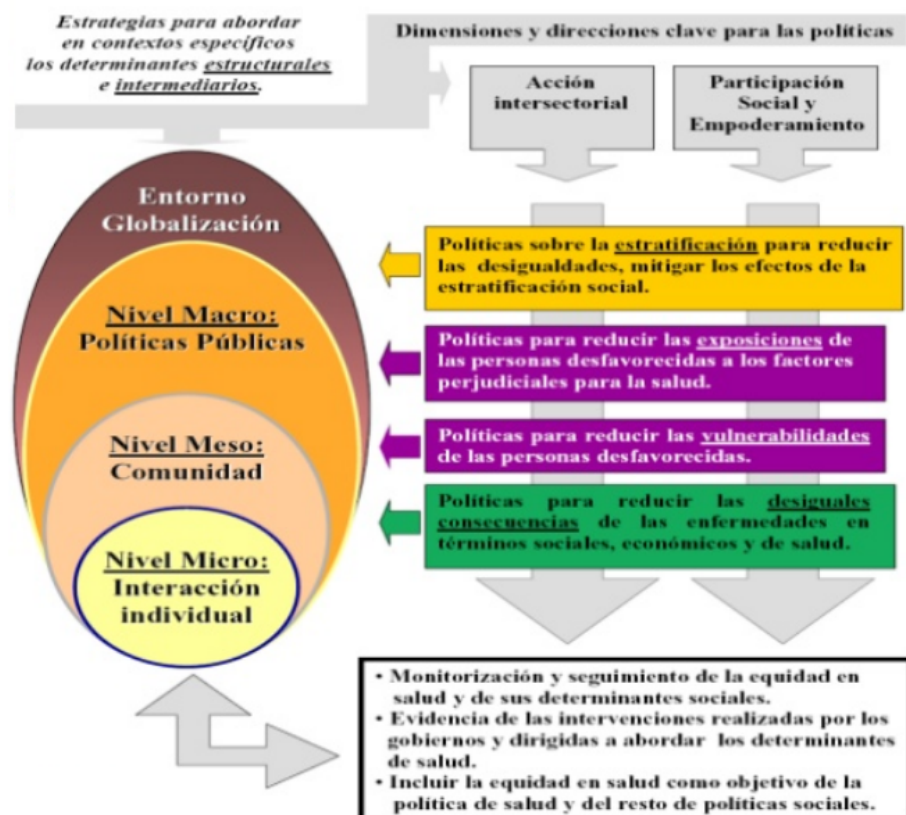 Estrategias para abordar
en contextos específicos
los determinantes estructurales
e intermediarios.
Dimensiones y direcciones clave para las políticas
Acción
intersectorial
Participación
Social y
Empoderamiento
Entorno
Globalización
Nivel Macro:
Políticas Públicas
Nivel Meso:
Comunidad
Nivel Micro:
Interacción
individual
Políticas sobre la estratificación para reducir
las desigualdades, mitigar los efectos de la
estratificación social.
Políticas para reducir las exposiciones de
las personas desfavorecidas a los factores
perjudiciales para la salud.
Políticas para reducir las vulnerabilidades
de las personas desfavorecidas.
Políticas para reducir las desiguales
consecuencias de las enfermedades en
términos sociales, económicos y de salud.
• Monitorización y seguimiento de la equidad en
salud y de sus determinantes sociales.
• Evidencia de las intervenciones realizadas por los
gobiernos y dirigidas a abordar los determinantes
de salud.
• Incluir la equidad en salud como objetivo de la
política de salud y del resto de políticas sociales.